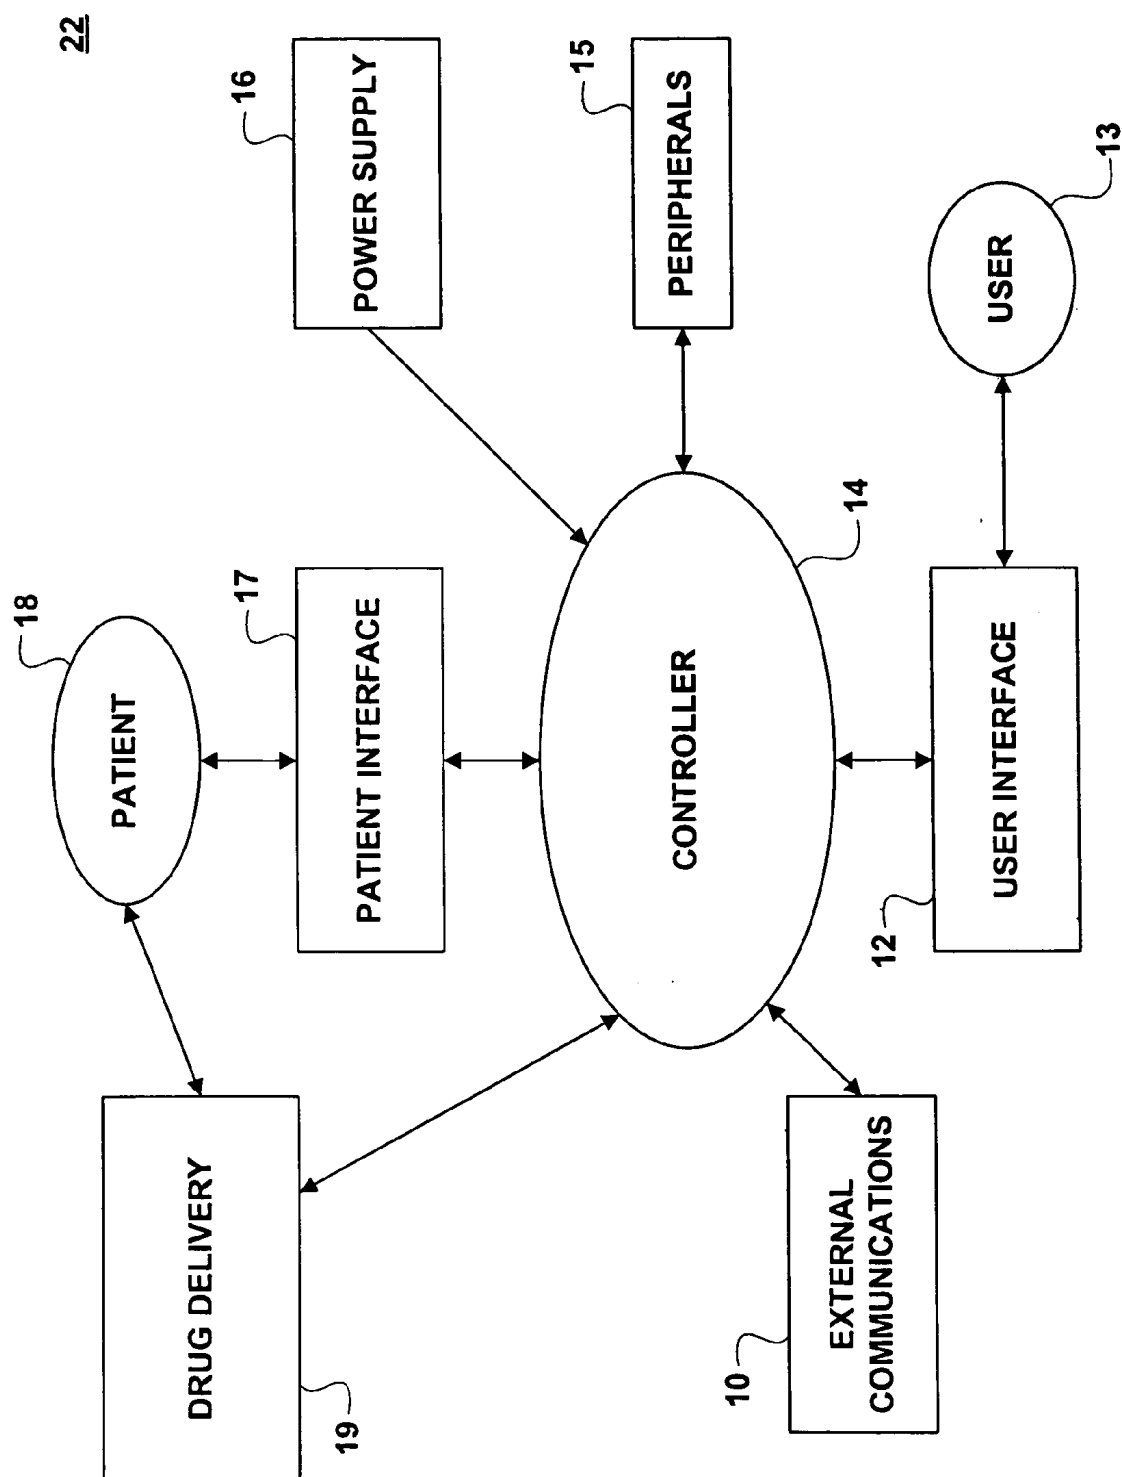 18
22
PATIENT
DRUG DELIVERY
17
16
19
PATIENT INTERFACE
POWER SUPPLY
15
CONTROLLER
PERIPHERALS
10
EXTERNAL
COMMUNICATIONS
14
12
USER INTERFACE
USER
13